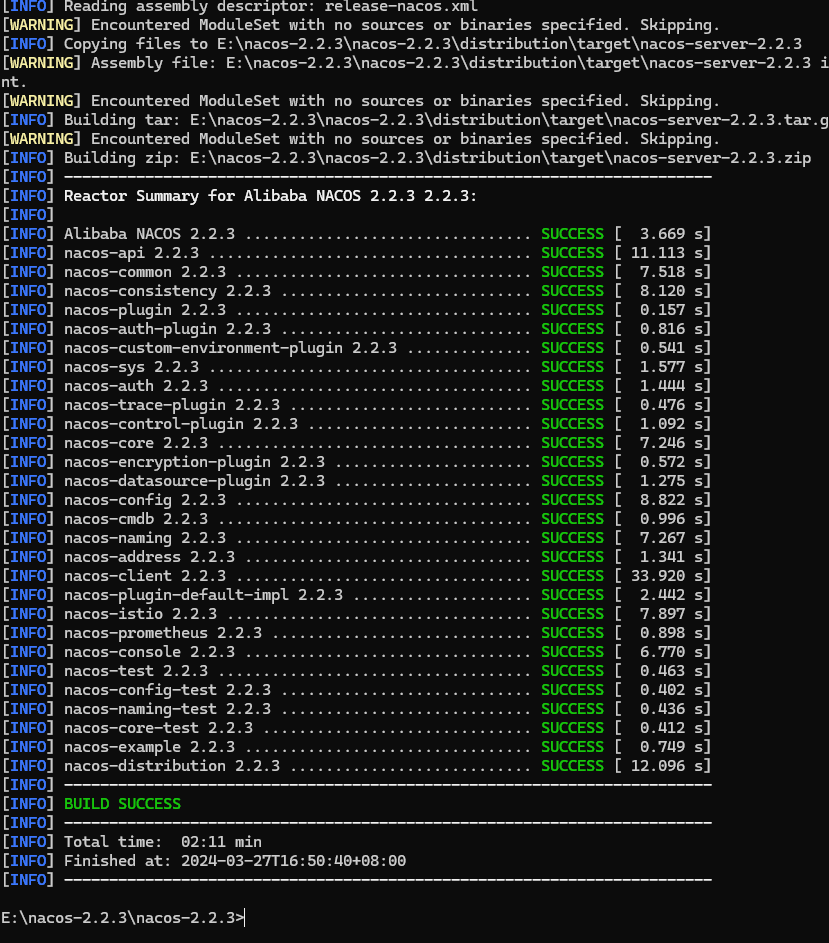 [INFO] Reading assembly descriptor: release-nacos.xml
[WARNING] Encountered ModuleSet with no sources or binaries specified. Skipping.
[INFO] Copying files to E:\nacos-2.2.3\nacos-2.2.3\distribution\target\nacos-server-2.2.3
[WARNING] Assembly file: E:\nacos-2.2.3\nacos-2.2.3\distribution\target\nacos-server-2.2.3 i
nt.
[WARNING] Encountered ModuleSet with no sources or binaries specified. Skipping.
[INFO] Building tar: E:\nacos-2.2.3\nacos-2.2.3\distribution\target\nacos-server-2.2.3.tar.g
[WARNING] Encountered ModuleSet with no sources or binaries specified. Skipping.
[INFO] Building zip: E:\nacos-2.2.3\nacos-2.2.3\distribution\target\nacos-server-2.2.3.zip
[INFO] ------------------------------------------------------------------------
[INFO] Reactor Summary for Alibaba NACOS 2.2.3 2.2.3:
[INFO]
[INFO] Alibaba NACOS 2.2.3 ................................ SUCCESS [  3.669 s]
[INFO] nacos-api 2.2.3 .................................... SUCCESS [ 11.113 s]
[INFO] nacos-common 2.2.3 ................................. SUCCESS [  7.518 s]
[INFO] nacos-consistency 2.2.3 ............................ SUCCESS [  8.120 s]
[INFO] nacos-plugin 2.2.3 ................................. SUCCESS [  0.157 s]
[INFO] nacos-auth-plugin 2.2.3 ............................ SUCCESS [  0.816 s]
[INFO] nacos-custom-environment-plugin 2.2.3 .............. SUCCESS [  0.541 s]
[INFO] nacos-sys 2.2.3 .................................... SUCCESS [  1.577 s]
[INFO] nacos-auth 2.2.3 ................................... SUCCESS [  1.444 s]
[INFO] nacos-trace-plugin 2.2.3 ........................... SUCCESS [  0.476 s]
[INFO] nacos-control-plugin 2.2.3 ......................... SUCCESS [  1.092 s]
[INFO] nacos-core 2.2.3 ................................... SUCCESS [  7.246 s]
[INFO] nacos-encryption-plugin 2.2.3 ...................... SUCCESS [  0.572 s]
[INFO] nacos-datasource-plugin 2.2.3 ...................... SUCCESS [  1.275 s]
[INFO] nacos-config 2.2.3 ................................. SUCCESS [  8.822 s]
[INFO] nacos-cmdb 2.2.3 ................................... SUCCESS [  0.996 s]
[INFO] nacos-naming 2.2.3 ................................. SUCCESS [  7.267 s]
[INFO] nacos-address 2.2.3 ................................ SUCCESS [  1.341 s]
[INFO] nacos-client 2.2.3 ................................. SUCCESS [ 33.920 s]
[INFO] nacos-plugin-default-impl 2.2.3 .................... SUCCESS [  2.442 s]
[INFO] nacos-istio 2.2.3 .................................. SUCCESS [  7.897 s]
[INFO] nacos-prometheus 2.2.3 ............................. SUCCESS [  0.898 s]
[INFO] nacos-console 2.2.3 ................................ SUCCESS [  6.770 s]
[INFO] nacos-test 2.2.3 ................................... SUCCESS [  0.463 s]
[INFO] nacos-config-test 2.2.3 ............................ SUCCESS [  0.402 s]
[INFO] nacos-naming-test 2.2.3 ............................ SUCCESS [  0.436 s]
[INFO] nacos-core-test 2.2.3 .............................. SUCCESS [  0.412 s]
[INFO] nacos-example 2.2.3 ................................ SUCCESS [  0.749 s]
[INFO] nacos-distribution 2.2.3 ........................... SUCCESS [ 12.096 s]
[INFO] ------------------------------------------------------------------------
[INFO] BUILD SUCCESS
[INFO] ------------------------------------------------------------------------
[INFO] Total time:  02:11 min
[INFO] Finished at: 2024-03-27T16:50:40+08:00
[INFO] ------------------------------------------------------------------------
E:\nacos-2.2.3\nacos-2.2.3>